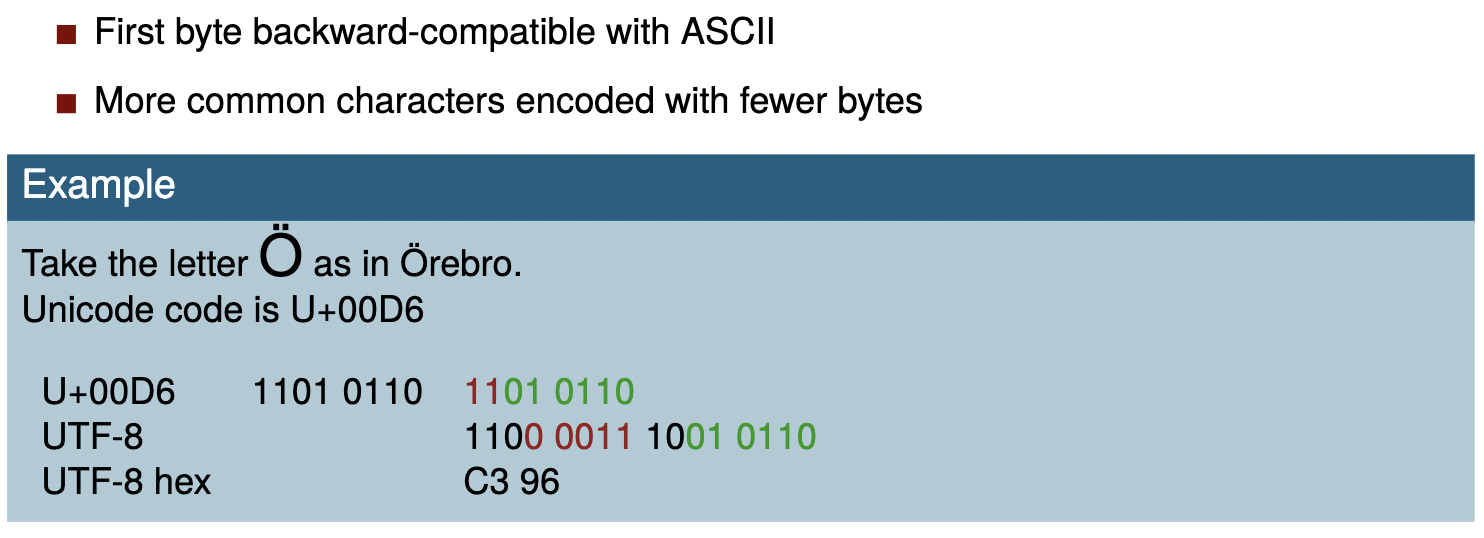 First byte backward-compatible with ASCII
More common characters encoded with fewer bytes
Example
Take the letter Ö as in Örebro.
Unicode code is U+00D6
U+00D6 1101 0110 1101 0110
UTF-8 1100 0011 1001 0110
UTF-8 hex C3 96